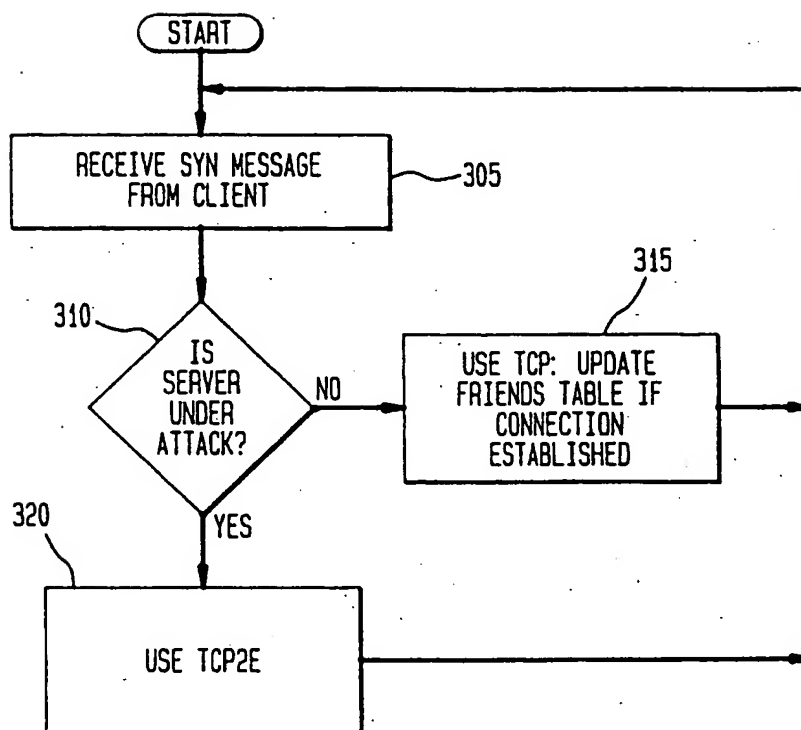 START
RECEIVE SYN MESSAGE
FROM CLIENT
305
310
IS
SERVER
UNDER
ATTACK?
NO
315
USE TCP: UPDATE
FRIENDS TABLE IF
CONNECTION
ESTABLISHED
YES
320
USE TCP2E